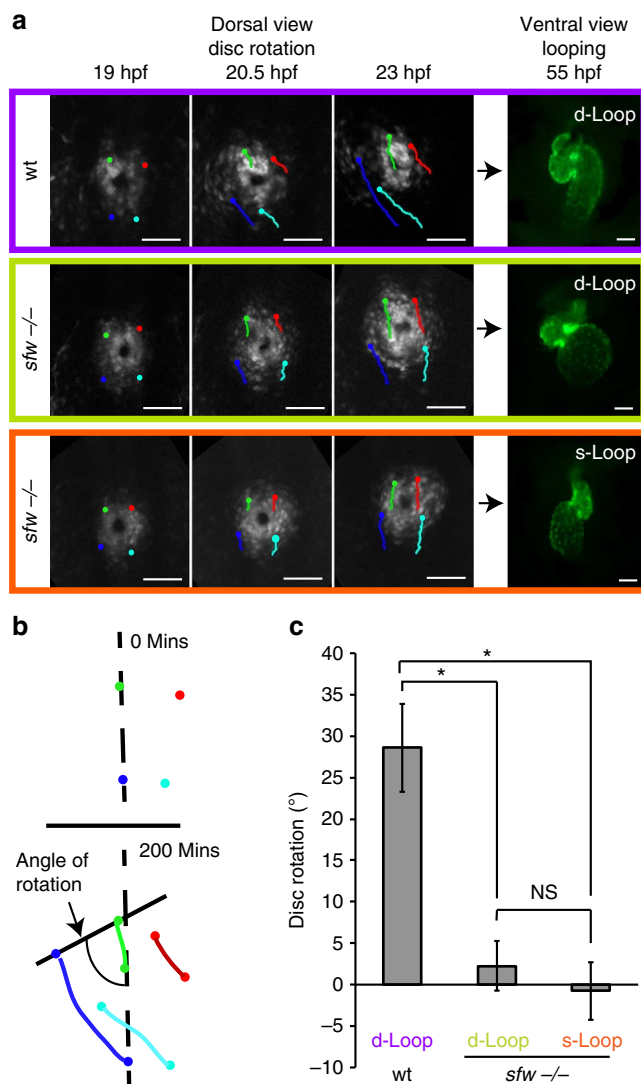 a
Dorsal view
disc rotation
Ventral view
looping
19 hpf
20.5 hpf
23 hpf
55 hpf
wt
d-Loop
sfw –/–
d-Loop
sfw –/–
s-Loop
b
0 Mins
200 Mins
Angle of
rotation
c
Disc rotation (°)
40
35
30
25
20
15
10
5
0
–5
–10
*
*
NS
d-Loop
d-Loop
s-Loop
wt
sfw –/–